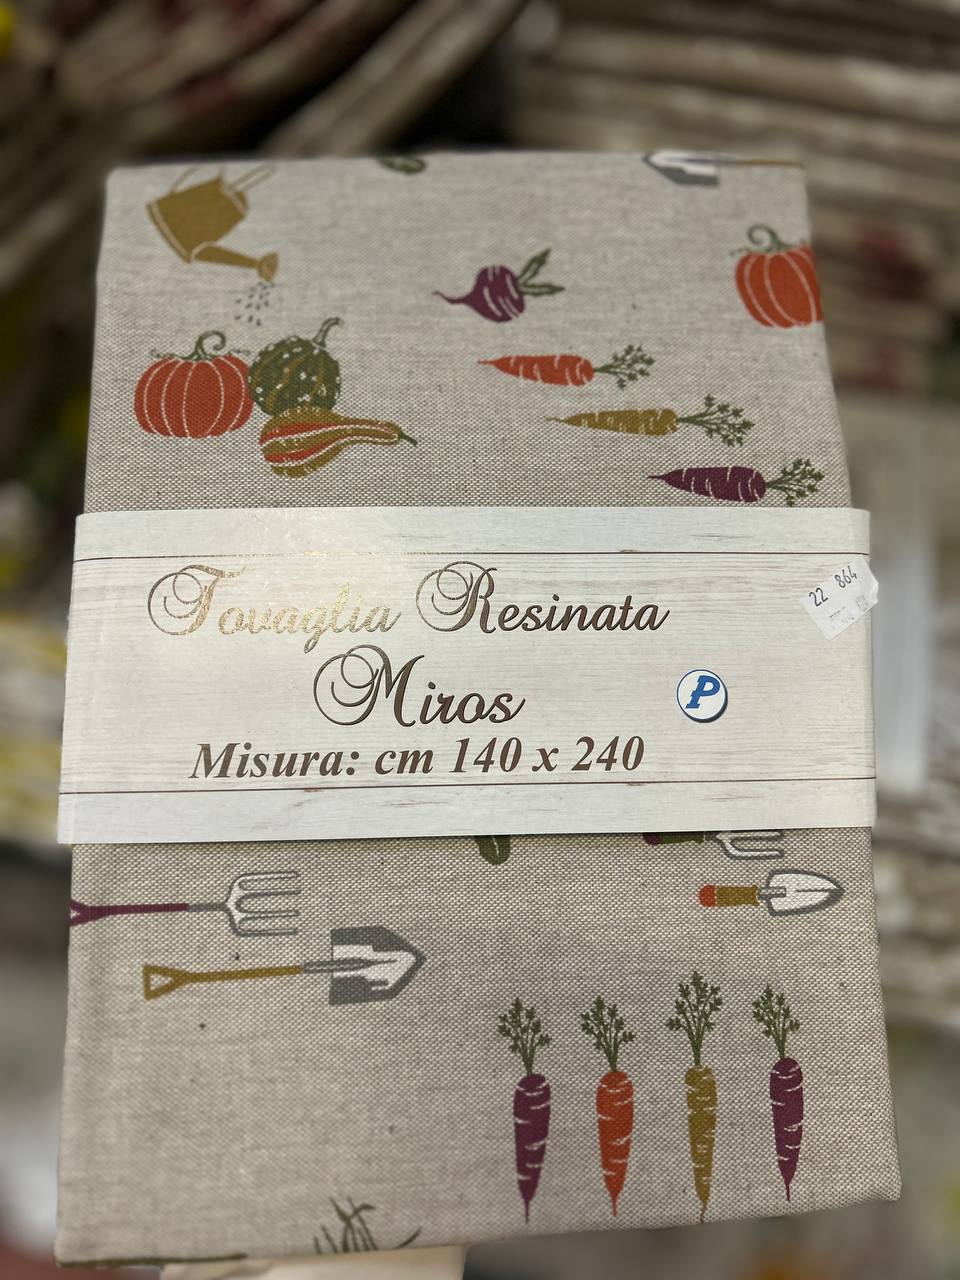 Tovaglia Resinata
Miros
Misura: cm 140 x 240
P
22 864